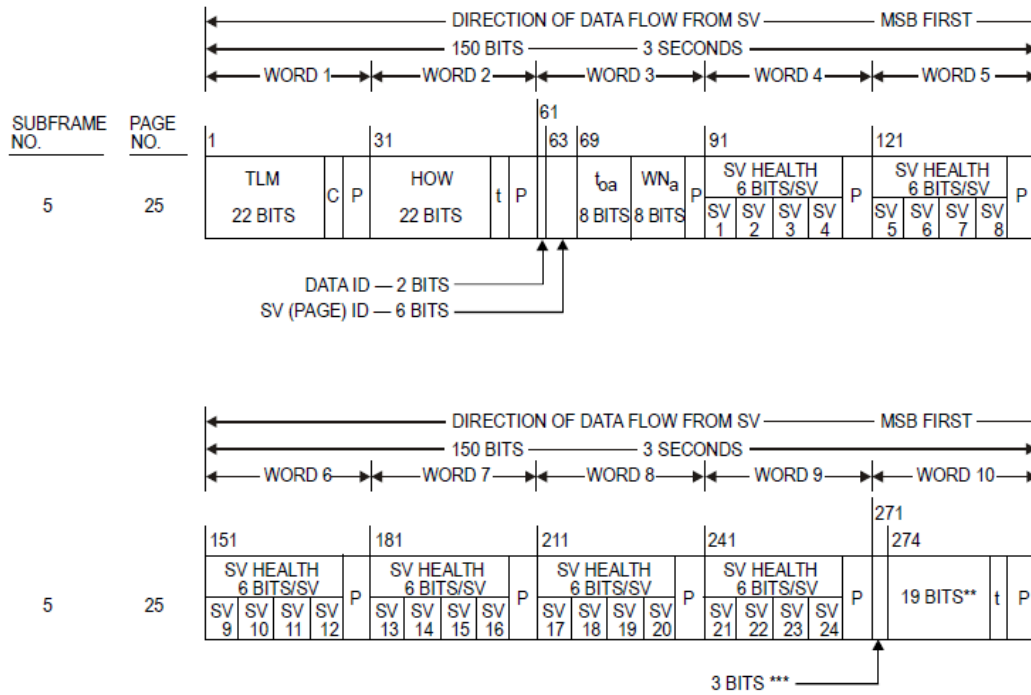 DIRECTION OF DATA FLOW FROM SV MSB FIRST
150 BITS 3 SECONDS
WORD 1 WORD 2 WORD 3 WORD 4 WORD 5
SUBFRAME NO. PAGE NO.
61
1 31 63 69 91 121
5 25
TLM 22 BITS C P
HOW 22 BITS t P
toa 8 BITS WNa 8 BITS P
SV HEALTH 6 BITS/SV P
SV 1 SV 2 SV 3 SV 4
SV HEALTH 6 BITS/SV P
SV 5 SV 6 SV 7 SV 8
DATA ID — 2 BITS
SV (PAGE) ID — 6 BITS
DIRECTION OF DATA FLOW FROM SV MSB FIRST
150 BITS 3 SECONDS
WORD 6 WORD 7 WORD 8 WORD 9 WORD 10
271
151 181 211 241 274
5 25
SV HEALTH 6 BITS/SV P
SV 9 SV 10 SV 11 SV 12
SV HEALTH 6 BITS/SV P
SV 13 SV 14 SV 15 SV 16
SV HEALTH 6 BITS/SV P
SV 17 SV 18 SV 19 SV 20
SV HEALTH 6 BITS/SV P
SV 21 SV 22 SV 23 SV 24
19 BITS** t P
3 BITS ***